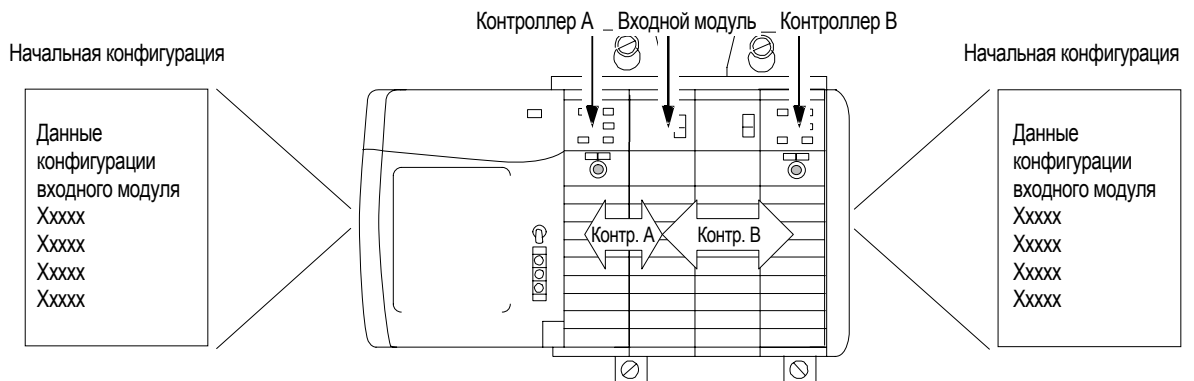 Контроллер A _ Входной модуль _ Контроллер B
Начальная конфигурация
Начальная конфигурация
Данные
конфигурации
входного модуля
Xxxxx
Xxxxx
Xxxxx
Xxxxx
Контр. A
Контр. B
Данные
конфигурации
входного модуля
Xxxxx
Xxxxx
Xxxxx
Xxxxx